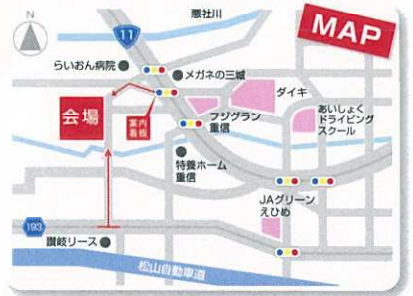 MAP
N
悪社川
11
らいおん病院
メガネの三城
ダイキ
会場
案内
看板
フジグラン
重信
あいしょく
ドライビング
スクール
特養ホーム
重信
JAグリーン
えひめ
193
讃岐リース
松山自動車道